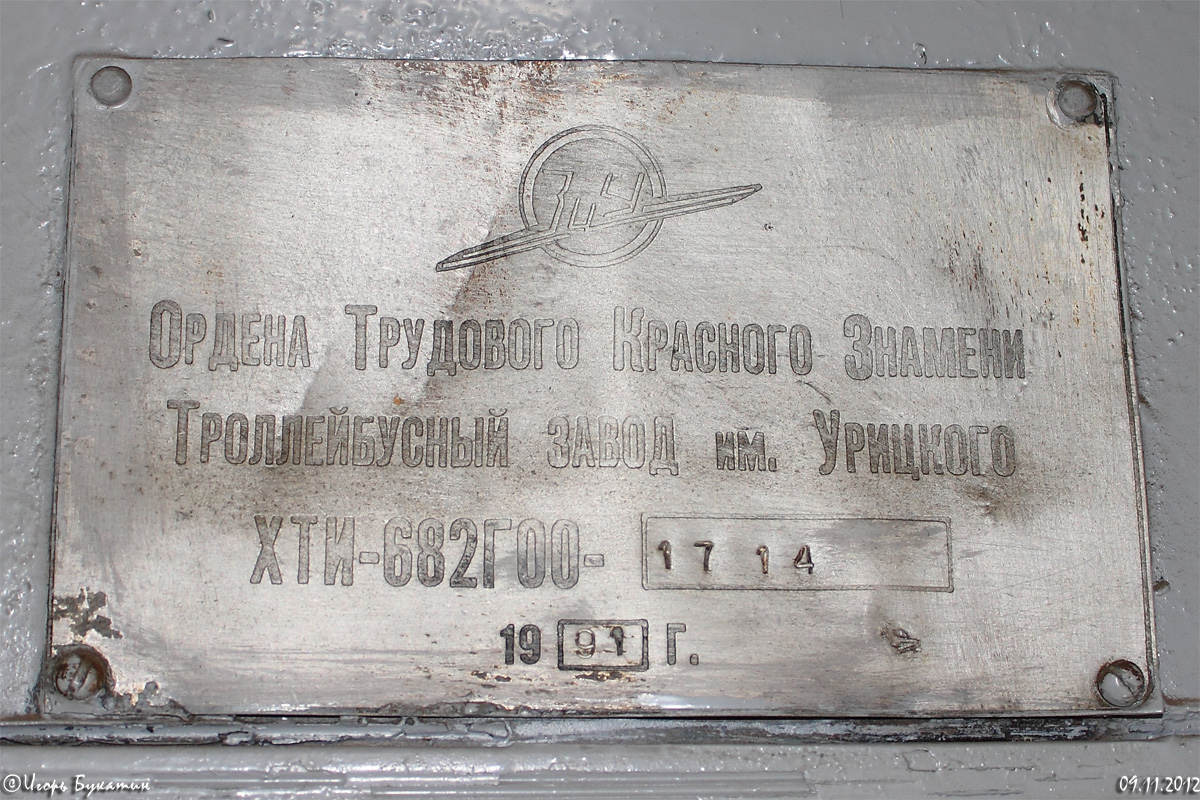 ЗиУ
Ордена Трудового Красного Знамени
Троллейбусный завод им. Урицкого
ХТИ-682Г00- 1714
1991 г.
©Игорь Букатин
09.11.2012